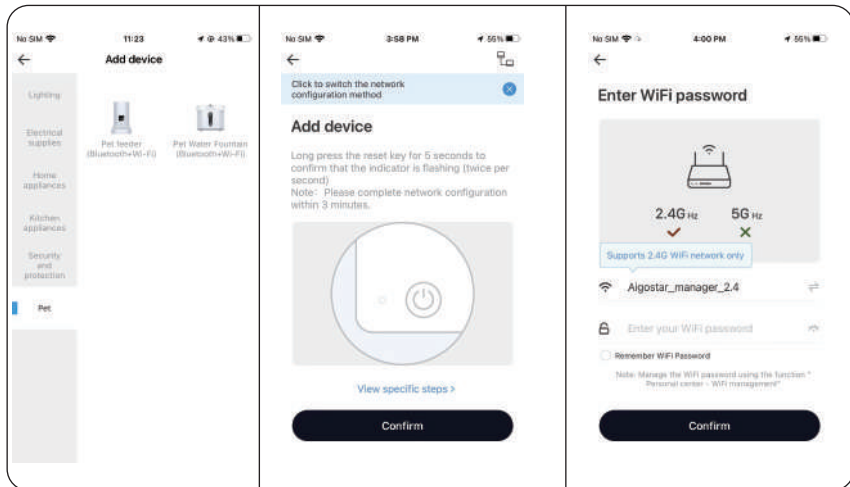 No SIM 11:23 43%
Add device
Lighting
Electrical
supplies
Home
appliances
Kitchen
appliances
Security
and
protection
Pet
Pet feeder
(Bluetooth+Wi-Fi)
Pet Water Fountain
(Bluetooth+Wi-Fi)
No SIM 3:58 PM 55%
Click to switch the network
configuration method
Add device
Long press the reset key for 5 seconds to
confirm that the indicator is flashing (twice per
second)
Note: Please complete network configuration
within 3 minutes.
View specific steps >
Confirm
No SIM 4:00 PM 55%
Enter WiFi password
2.4G Hz 5G Hz
Supports 2.4G WiFi network only
Aigostar_manager_2.4
Enter your WiFi password
Remember WiFi Password
Note: Manage the WiFi password using the function "
Personal center - WiFi management"
Confirm